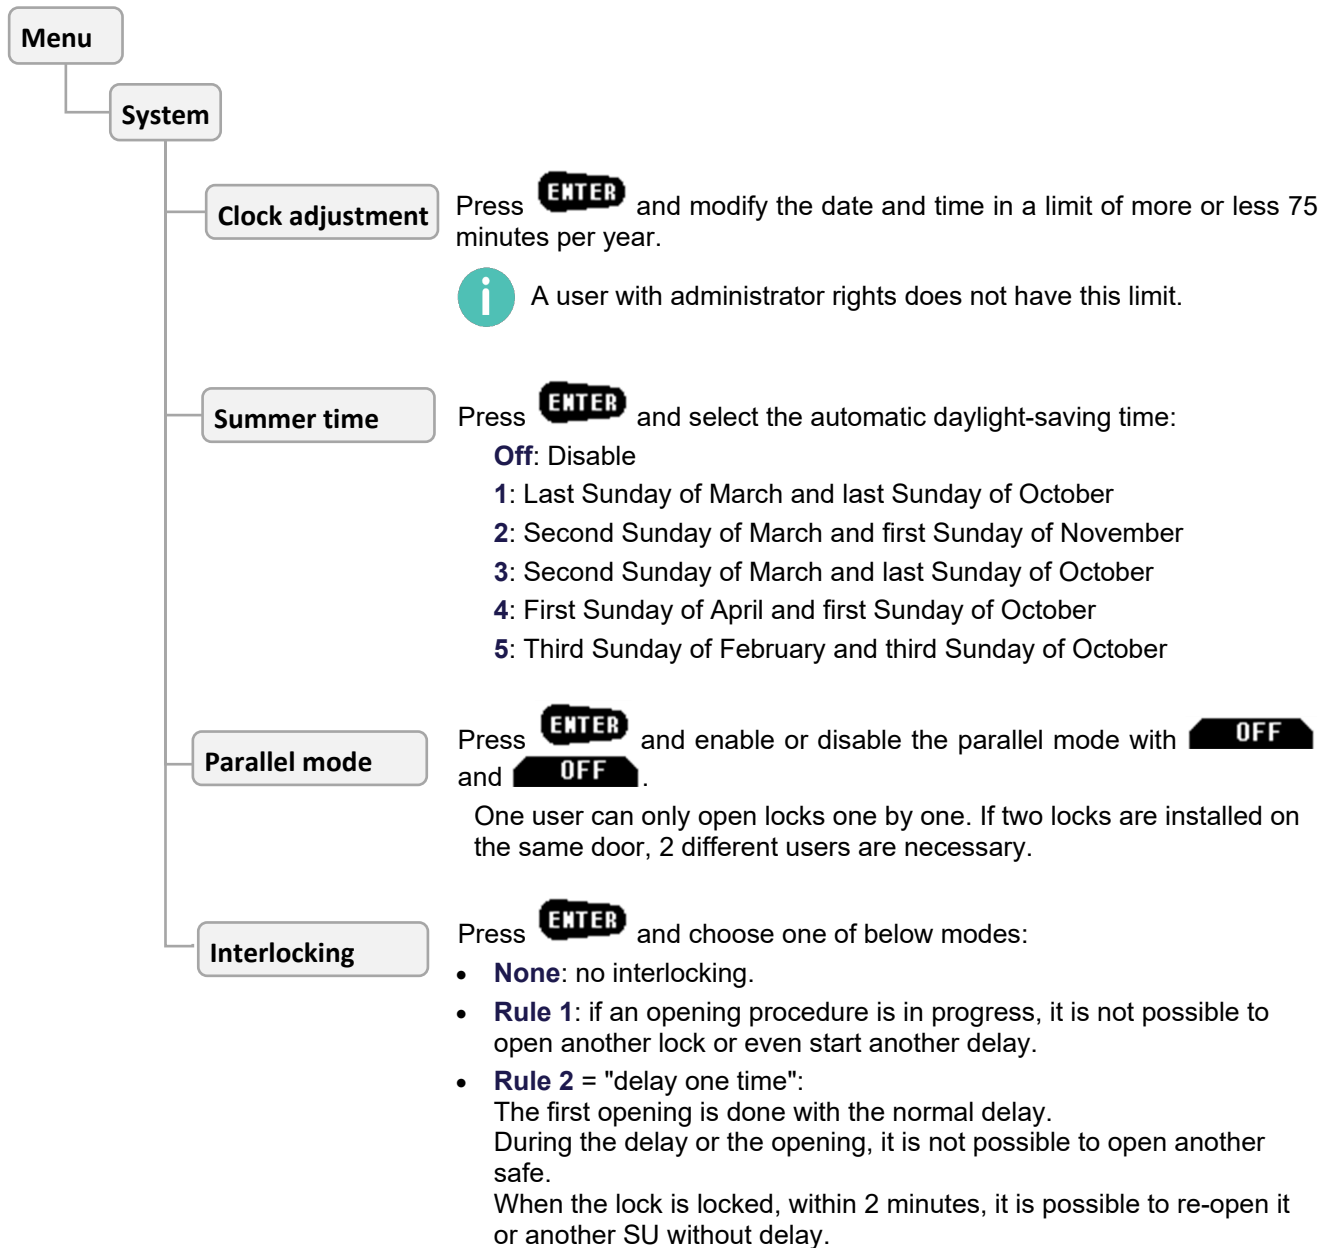 Menu
System
Clock adjustment
Press ENTER and modify the date and time in a limit of more or less 75
minutes per year.
i A user with administrator rights does not have this limit.
Summer time
Press ENTER and select the automatic daylight-saving time:
Off: Disable
1: Last Sunday of March and last Sunday of October
2: Second Sunday of March and first Sunday of November
3: Second Sunday of March and last Sunday of October
4: First Sunday of April and first Sunday of October
5: Third Sunday of February and third Sunday of October
Parallel mode
Press ENTER and enable or disable the parallel mode with OFF
and OFF.
One user can only open locks one by one. If two locks are installed on
the same door, 2 different users are necessary.
Interlocking
Press ENTER and choose one of below modes:
• None: no interlocking.
• Rule 1: if an opening procedure is in progress, it is not possible to
open another lock or even start another delay.
• Rule 2 = "delay one time":
The first opening is done with the normal delay.
During the delay or the opening, it is not possible to open another
safe.
When the lock is locked, within 2 minutes, it is possible to re-open it
or another SU without delay.